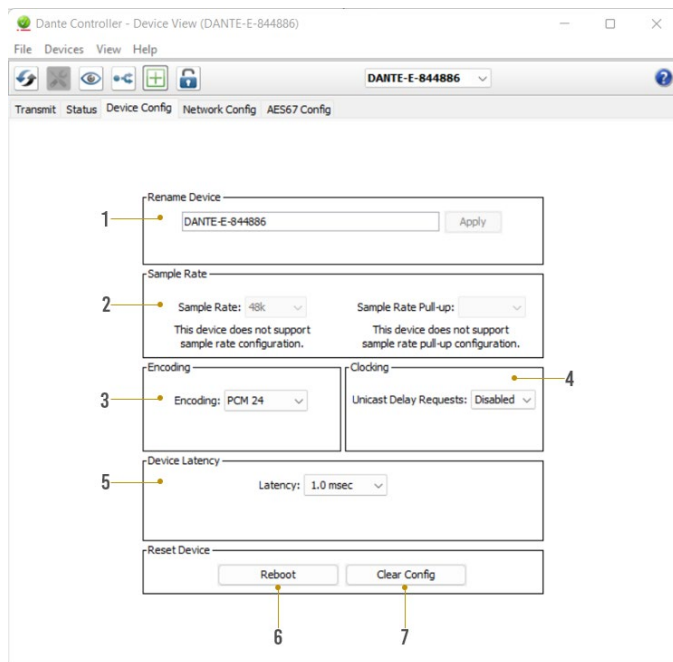 Dante Controller - Device View (DANTE-E-844886)
File Devices View Help
DANTE-E-844886
?
Transmit Status Device Config Network Config AES67 Config
Rename Device
1
DANTE-E-844886
Apply
Sample Rate
2
Sample Rate: 48k
Sample Rate Pull-up:
This device does not support
sample rate configuration.
This device does not support
sample rate pull-up configuration.
Encoding
3
Encoding: PCM 24
Clocking
4
Unicast Delay Requests: Disabled
Device Latency
5
Latency: 1.0 msec
Reset Device
Reboot
Clear Config
6
7